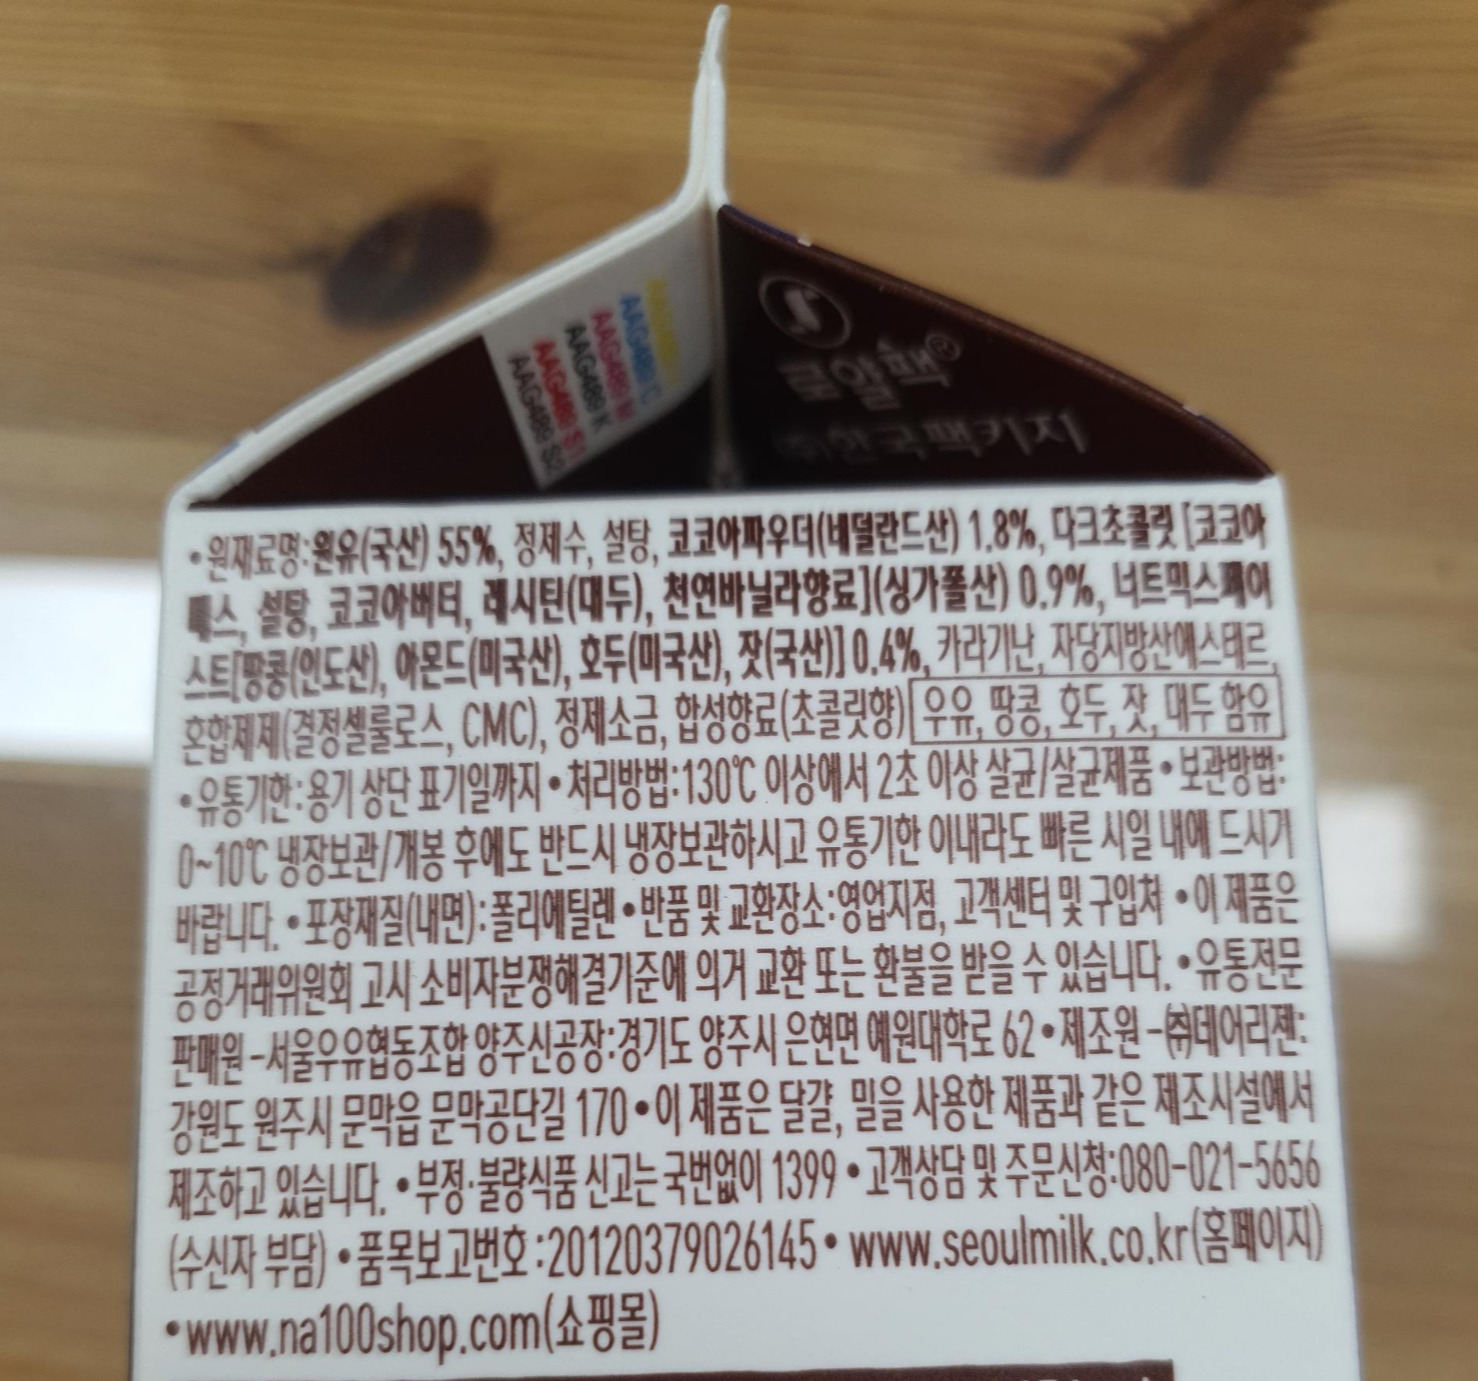 AAG489 C
AAG489 M
AAG489 K
AAG489 S1
AAG489 S2
클얼팩®
㈜한국팩키지
•원재료명:원유(국산) 55%, 정제수, 설탕, 코코아파우더(네덜란드산) 1.8%, 다크초콜릿 [코코아
매스, 설탕, 코코아버터, 레시틴(대두), 천연바닐라향료](싱가폴산) 0.9%, 너트믹스페이
스트[땅콩(인도산), 아몬드(미국산), 호두(미국산), 잣(국산)] 0.4%, 카라기난, 자당지방산에스테르,
혼합제제(결정셀룰로스, CMC), 정제소금, 합성향료(초콜릿향) 우유, 땅콩, 호두, 잣, 대두 함유
•유통기한:용기 상단 표기일까지 •처리방법:130℃ 이상에서 2초 이상 살균/살균제품 •보관방법:
0~10℃ 냉장보관/개봉 후에도 반드시 냉장보관하시고 유통기한 이내라도 빠른 시일 내에 드시기
바랍니다. •포장재질(내면):폴리에틸렌 •반품 및 교환장소:영업지점, 고객센터 및 구입처 •이 제품은
공정거래위원회 고시 소비자분쟁해결기준에 의거 교환 또는 환불을 받을 수 있습니다. •유통전문
판매원 -서울우유협동조합 양주신공장:경기도 양주시 은현면 예원대학로 62 •제조원 -㈜데어리젠:
강원도 원주시 문막읍 문막공단길 170 •이 제품은 달걀, 밀을 사용한 제품과 같은 제조시설에서
제조하고 있습니다. •부정·불량식품 신고는 국번없이 1399 •고객상담 및 주문신청:080-021-5656
(수신자 부담) •품목보고번호:20120379026145• www.seoulmilk.co.kr(홈페이지)
•www.na100shop.com(쇼핑몰)